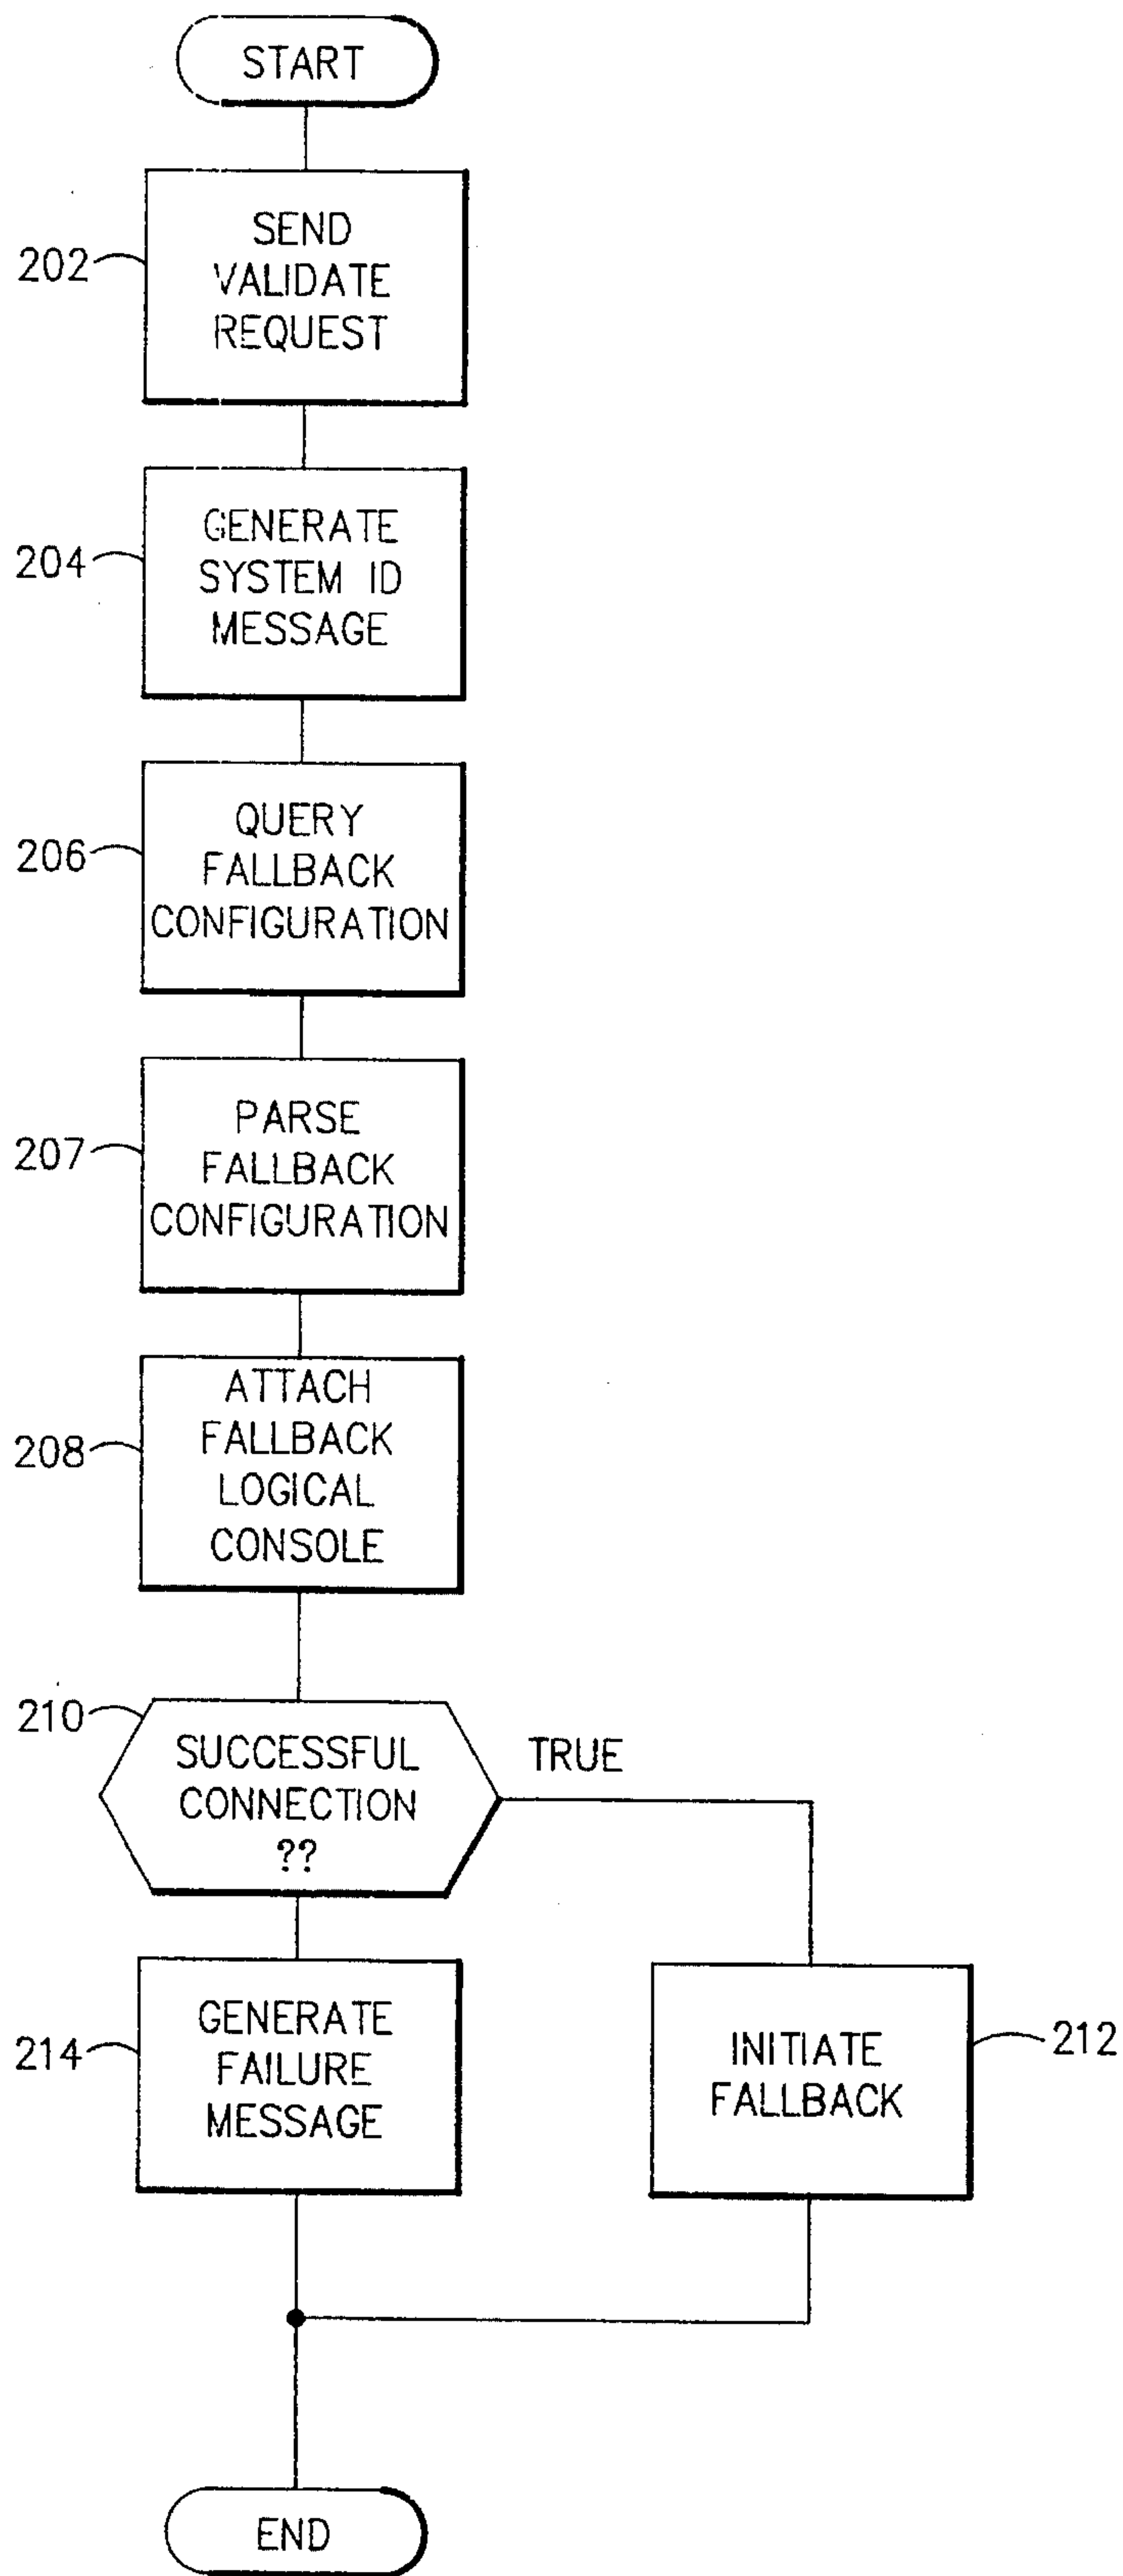 START
SEND
VALIDATE
REQUEST
202
GENERATE
SYSTEM ID
MESSAGE
204
QUERY
FALLBACK
CONFIGURATION
206
PARSE
FALLBACK
CONFIGURATION
207
ATTACH
FALLBACK
LOGICAL
CONSOLE
208
210
SUCCESSFUL
CONNECTION
??
TRUE
GENERATE
FAILURE
MESSAGE
214
INITIATE
FALLBACK
212
END